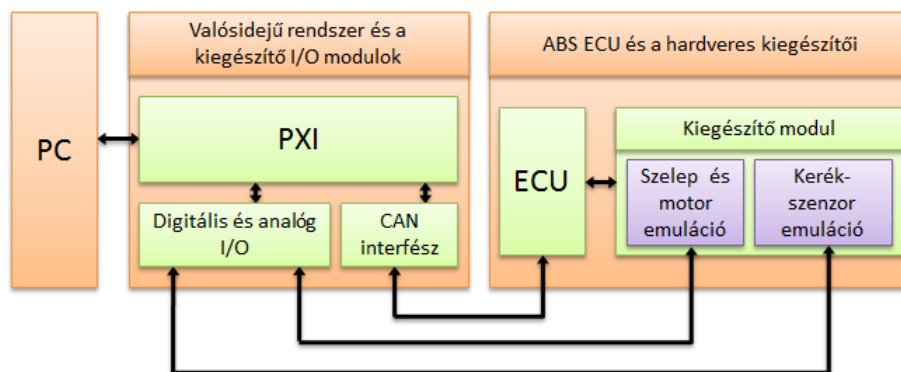 PC
Valósidejű rendszer és a
kiegészítő I/O modulok
PXI
Digitális és analóg
I/O
CAN
interfész
ABS ECU és a hardveres kiegészítői
ECU
Kiegészítő modul
Szelep és
motor
emuláció
Kerék-
szenzor
emuláció